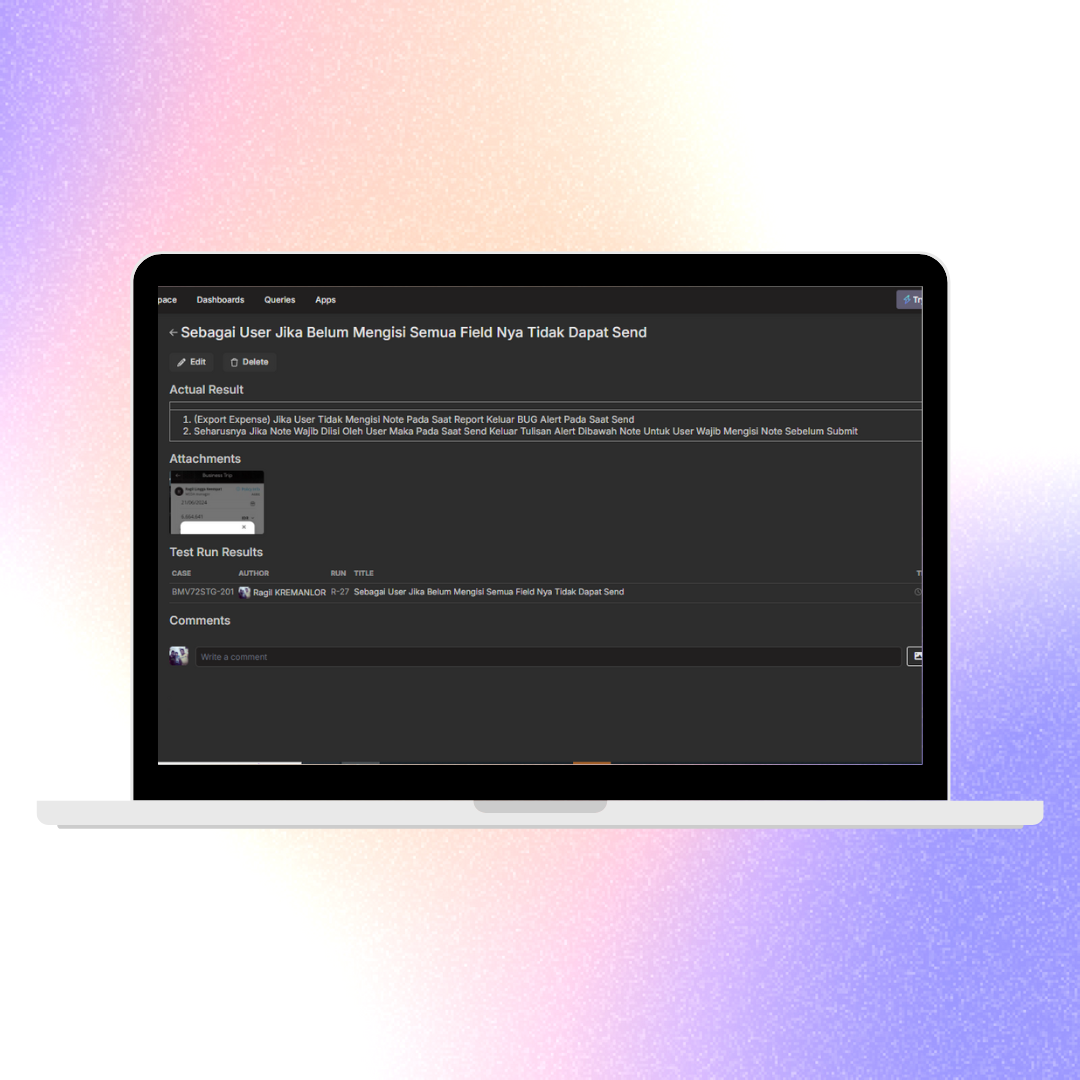 pace Dashboards Queries Apps Try
← Sebagai User Jika Belum Mengisi Semua Field Nya Tidak Dapat Send
Edit Delete
Actual Result
1. (Export Expense) Jika User Tidak Mengisi Note Pada Saat Report Keluar BUG Alert Pada Saat Send
2. Seharusnya Jika Note Wajib Diisi Oleh User Maka Pada Saat Send Keluar Tulisan Alert Dibawah Note Untuk User Wajib Mengisi Note Sebelum Submit
Attachments
Business Trip
21/06/2024
Test Run Results
CASE AUTHOR RUN TITLE
BMV72STG-201 Ragil KREMANLOR R-27 Sebagai User Jika Belum Mengisi Semua Field Nya Tidak Dapat Send
Comments
Write a comment